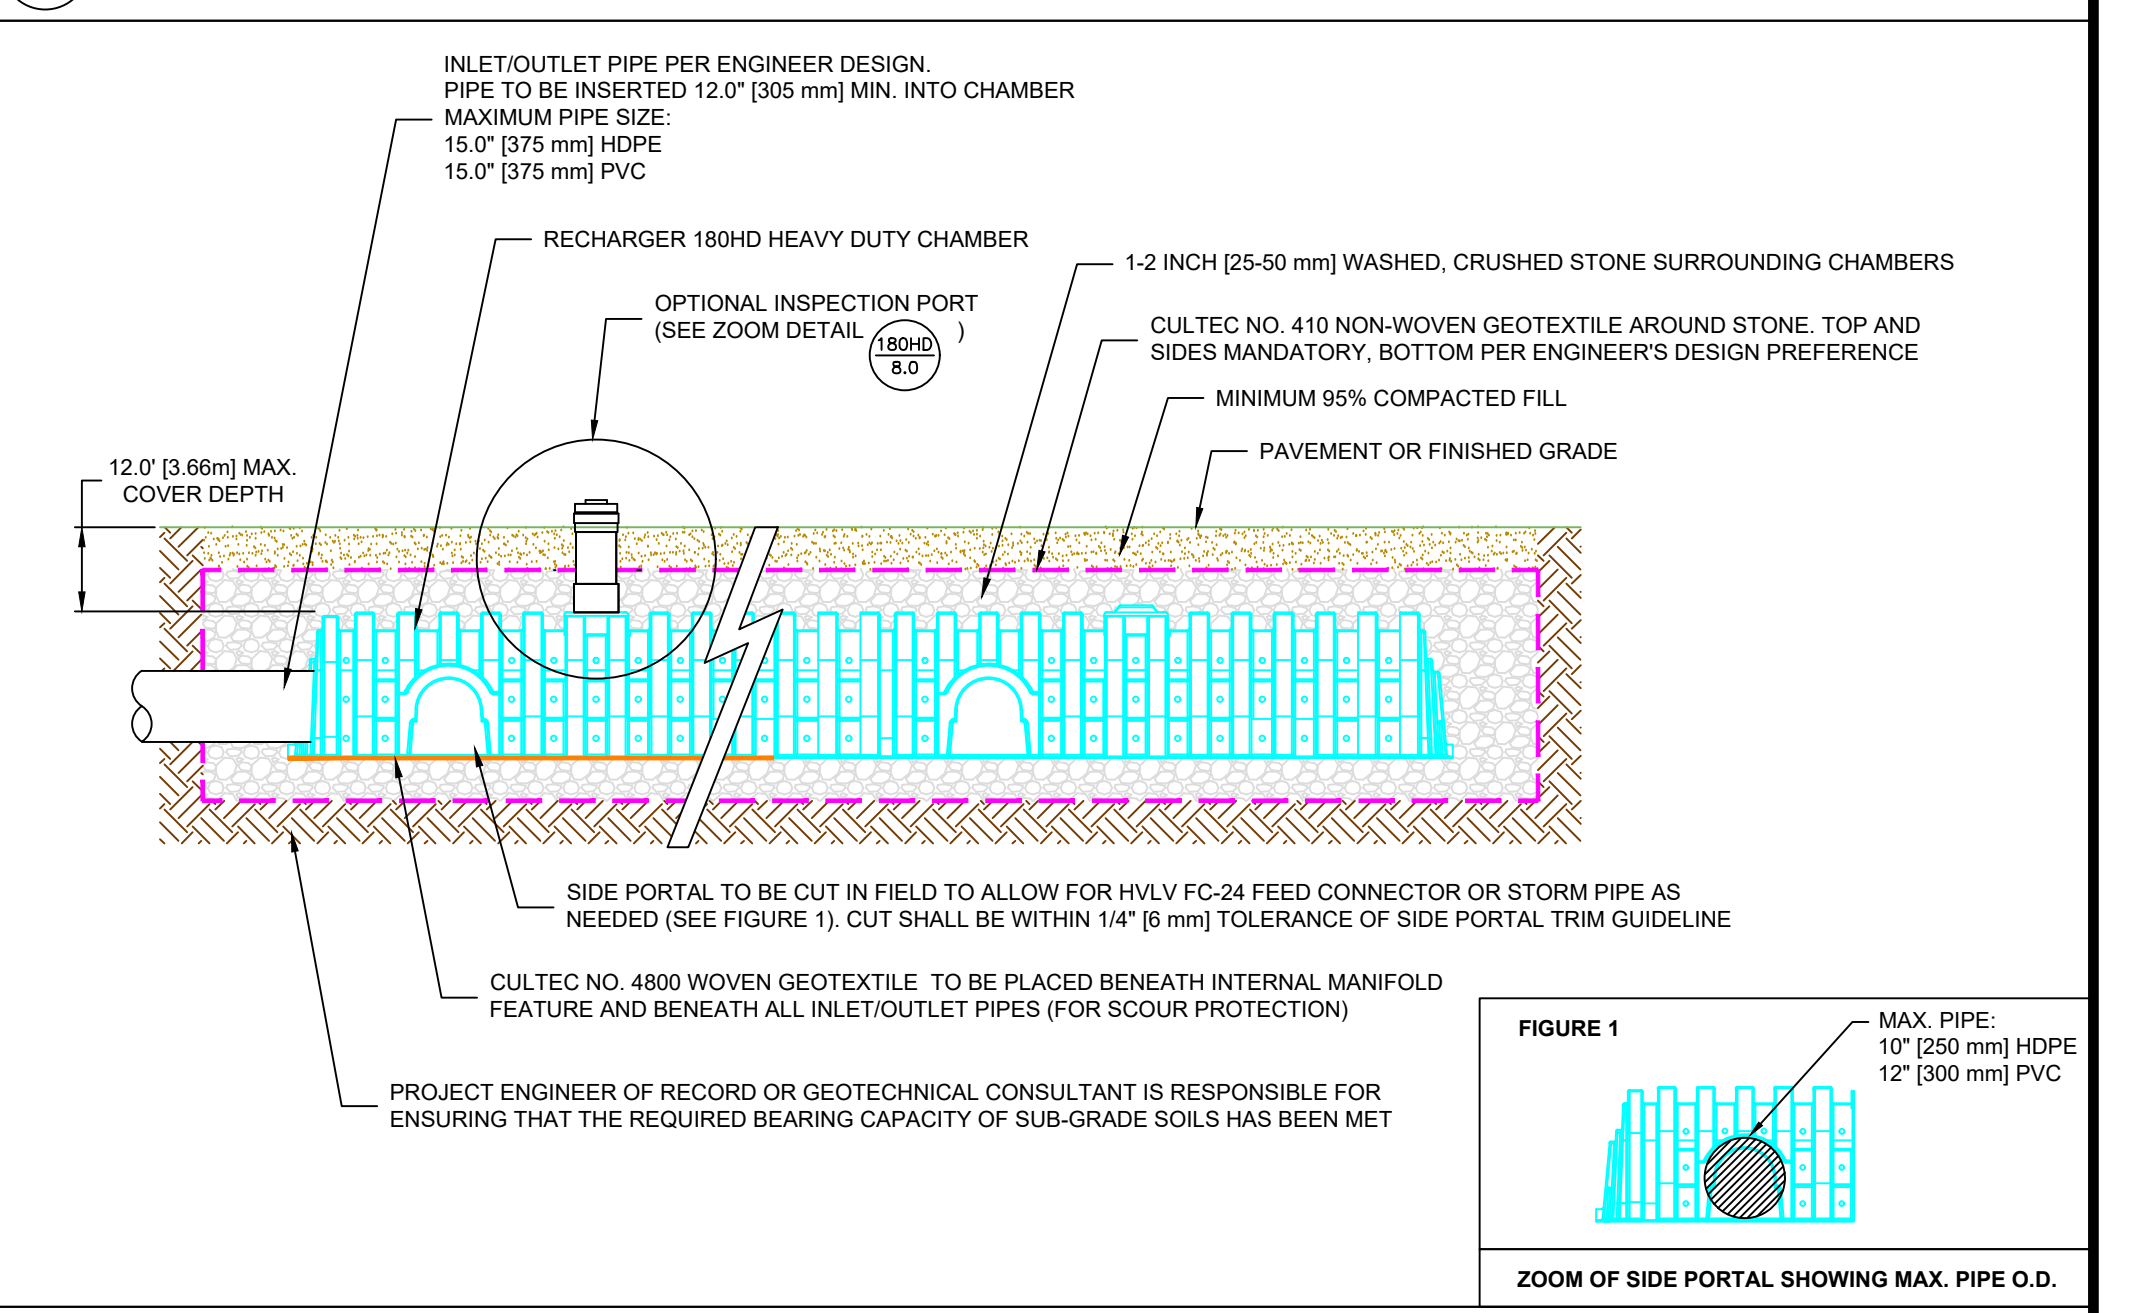 INLET/OUTLET PIPE PER ENGINEER DESIGN.
PIPE TO BE INSERTED 12.0" [305 mm] MIN. INTO CHAMBER
MAXIMUM PIPE SIZE:
15.0" [375 mm] HDPE
15.0" [375 mm] PVC
RECHARGER 180HD HEAVY DUTY CHAMBER
1-2 INCH [25-50 mm] WASHED, CRUSHED STONE SURROUNDING CHAMBERS
OPTIONAL INSPECTION PORT
(SEE ZOOM DETAIL 180HD )
8.0
CULTEC NO. 410 NON-WOVEN GEOTEXTILE AROUND STONE. TOP AND
SIDES MANDATORY, BOTTOM PER ENGINEER'S DESIGN PREFERENCE
MINIMUM 95% COMPACTED FILL
PAVEMENT OR FINISHED GRADE
12.0' [3.66m] MAX.
COVER DEPTH
SIDE PORTAL TO BE CUT IN FIELD TO ALLOW FOR HVLV FC-24 FEED CONNECTOR OR STORM PIPE AS
NEEDED (SEE FIGURE 1). CUT SHALL BE WITHIN 1/4" [6 mm] TOLERANCE OF SIDE PORTAL TRIM GUIDELINE
CULTEC NO. 4800 WOVEN GEOTEXTILE TO BE PLACED BENEATH INTERNAL MANIFOLD
FEATURE AND BENEATH ALL INLET/OUTLET PIPES (FOR SCOUR PROTECTION)
PROJECT ENGINEER OF RECORD OR GEOTECHNICAL CONSULTANT IS RESPONSIBLE FOR
ENSURING THAT THE REQUIRED BEARING CAPACITY OF SUB-GRADE SOILS HAS BEEN MET
FIGURE 1
MAX. PIPE:
10" [250 mm] HDPE
12" [300 mm] PVC
ZOOM OF SIDE PORTAL SHOWING MAX. PIPE O.D.